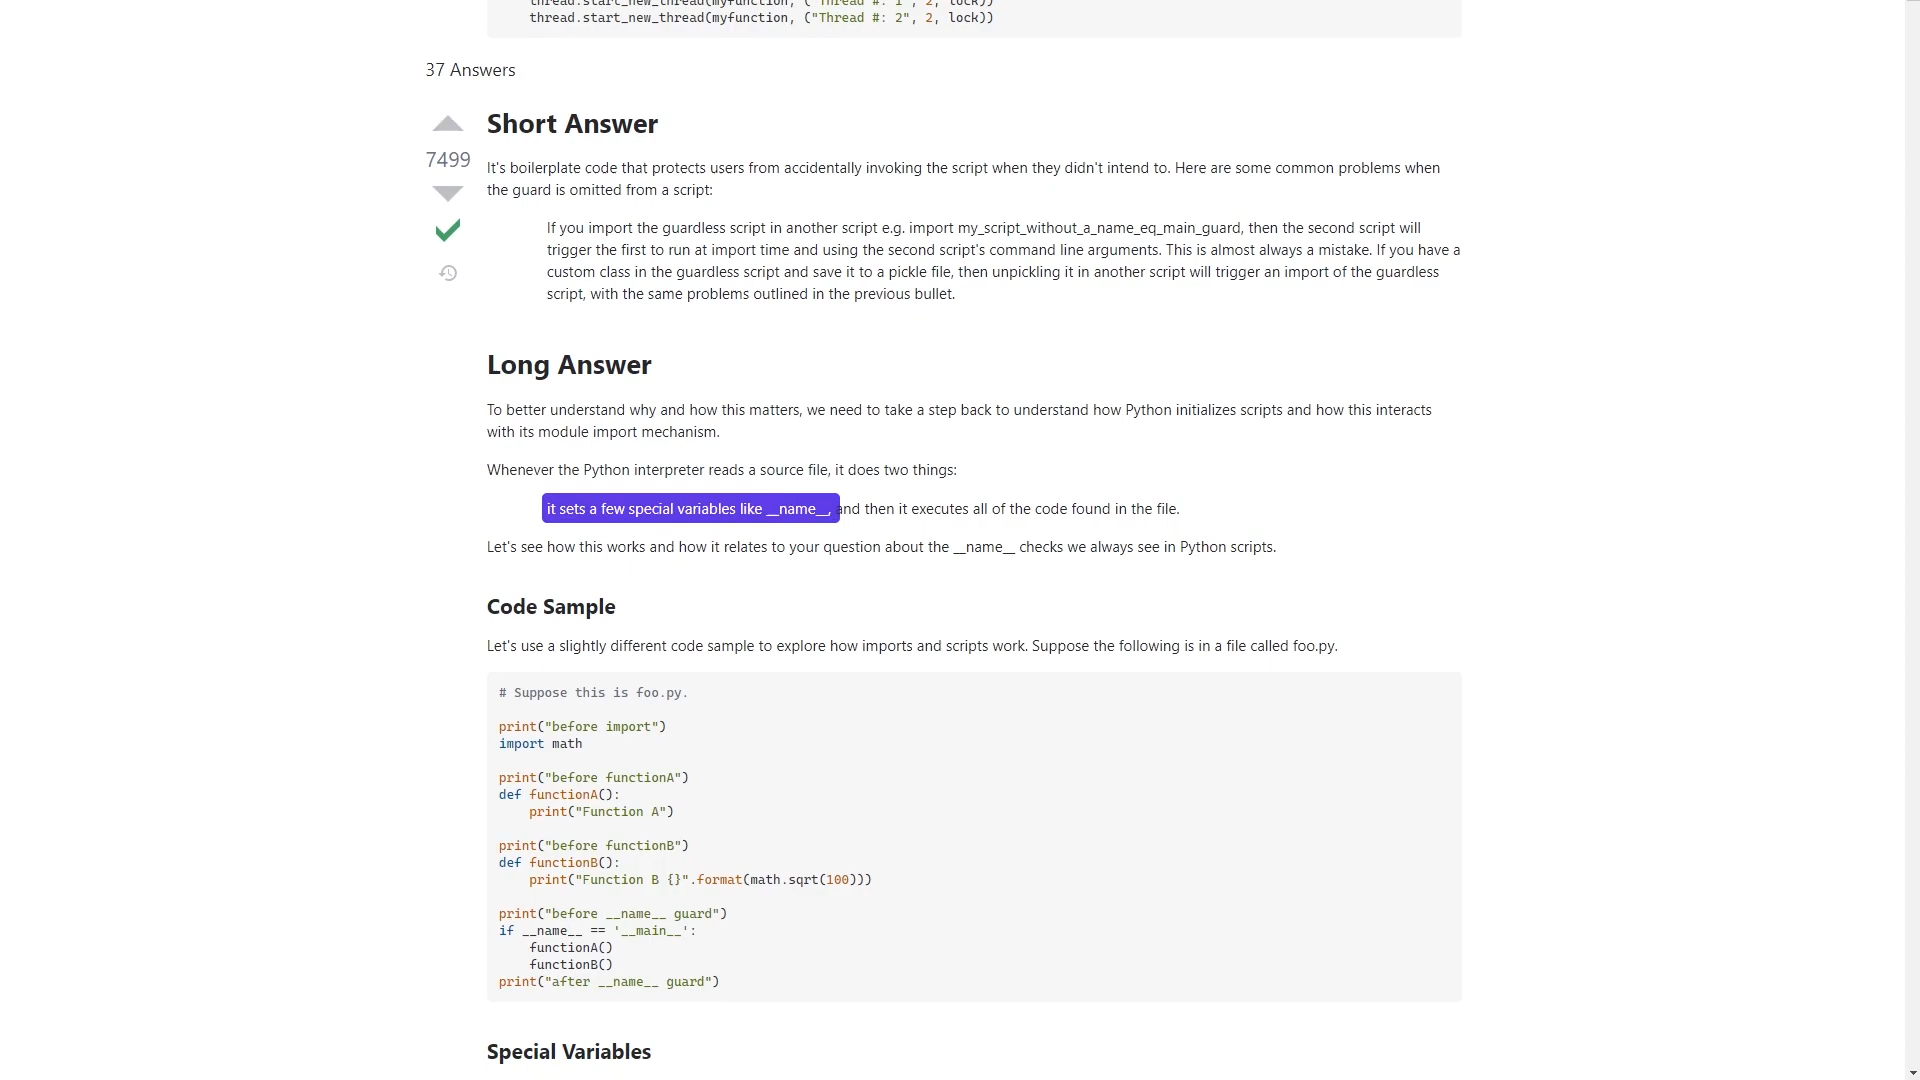 thread.start_new_thread(myfunction, ("Thread #: 1", 2, lock))
thread.start_new_thread(myfunction, ("Thread #: 2", 2, lock))
37 Answers
Short Answer
7499
It's boilerplate code that protects users from accidentally invoking the script when they didn't intend to. Here are some common problems when
the guard is omitted from a script:
If you import the guardless script in another script e.g. import my_script_without_a_name_eq_main_guard, then the second script will
trigger the first to run at import time and using the second script's command line arguments. This is almost always a mistake. If you have a
custom class in the guardless script and save it to a pickle file, then unpickling it in another script will trigger an import of the guardless
script, with the same problems outlined in the previous bullet.
Long Answer
To better understand why and how this matters, we need to take a step back to understand how Python initializes scripts and how this interacts
with its module import mechanism.
Whenever the Python interpreter reads a source file, it does two things:
it sets a few special variables like __name__, and then it executes all of the code found in the file.
Let's see how this works and how it relates to your question about the __name__ checks we always see in Python scripts.
Code Sample
Let's use a slightly different code sample to explore how imports and scripts work. Suppose the following is in a file called foo.py.
# Suppose this is foo.py.
print("before import")
import math
print("before functionA")
def functionA():
    print("Function A")
print("before functionB")
def functionB():
    print("Function B {}".format(math.sqrt(100)))
print("before __name__ guard")
if __name__ == '__main__':
    functionA()
    functionB()
print("after __name__ guard")
Special Variables